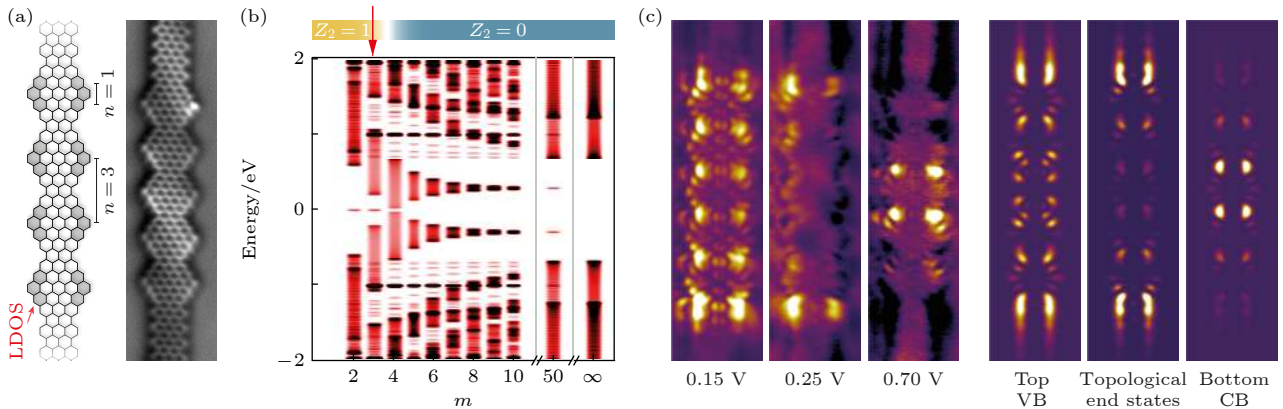 (a)
n = 1
n = 3
LDOS
(b)
Z₂ = 1
Z₂ = 0
2
1
0
−1
−2
Energy/eV
2
4
6
8
10
50
∞
m
(c)
0.15 V
0.25 V
0.70 V
Top
VB
Topological
end states
Bottom
CB